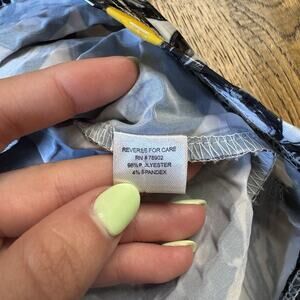 REVERSE FOR CARE
RN # 78902
96% POLYESTER
4% SPANDEX